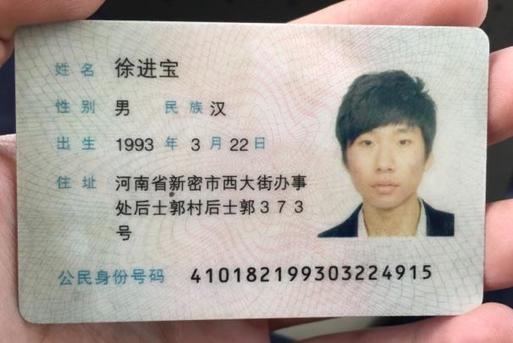 姓名 徐进宝
性别 男 民族 汉
出生 1993 年 3 月 22 日
住址 河南省新密市西大街办事
处后士郭村后士郭373
号
公民身份号码 410182199303224915